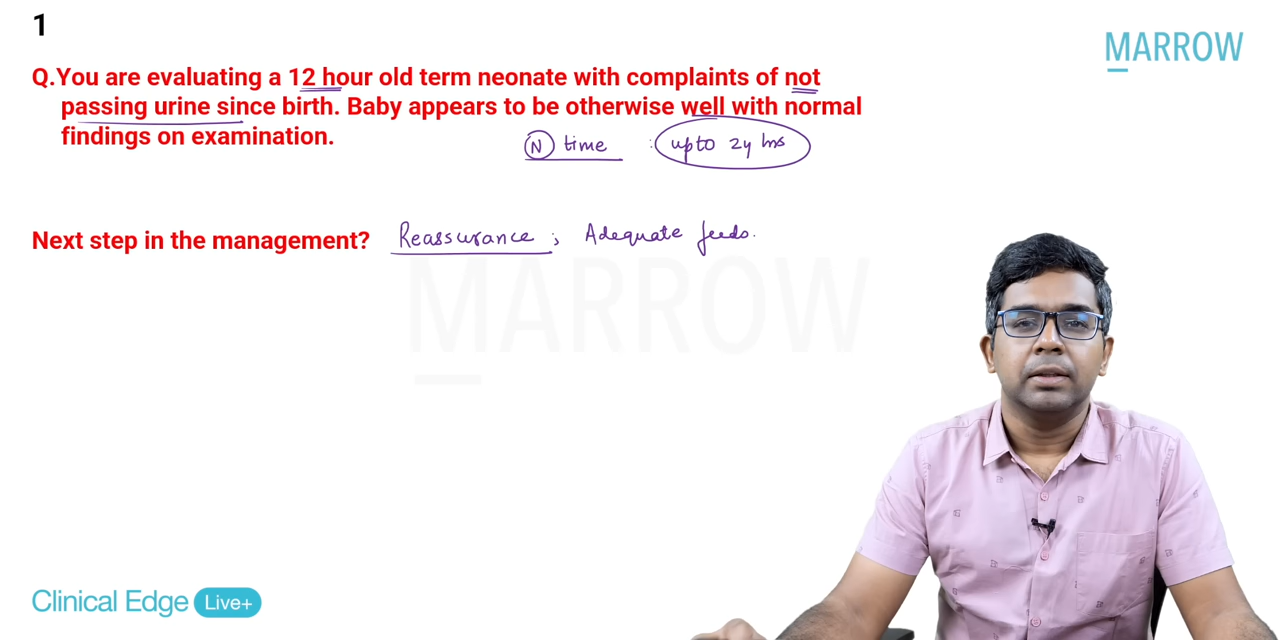 1
MARROW
Q.You are evaluating a 12 hour old term neonate with complaints of not
passing urine since birth. Baby appears to be otherwise well with normal
findings on examination.
N time : upto 24 hrs
Next step in the management? Reassurance ; Adequate feeds.
MARROW
Clinical Edge Live+